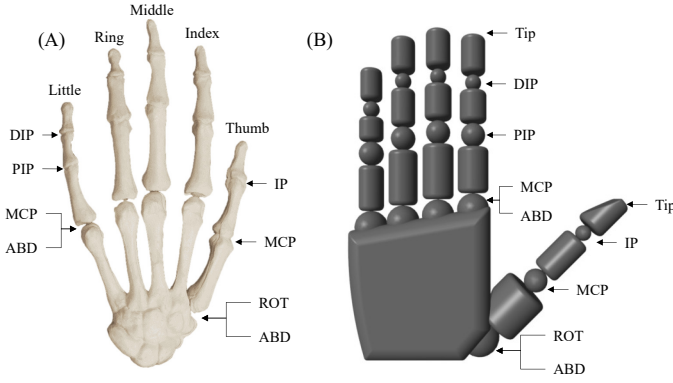 (A)
Little
Ring
Middle
Index
Thumb
DIP
PIP
MCP
ABD
IP
MCP
ROT
ABD
(B)
Tip
DIP
PIP
MCP
ABD
Tip
IP
MCP
ROT
ABD